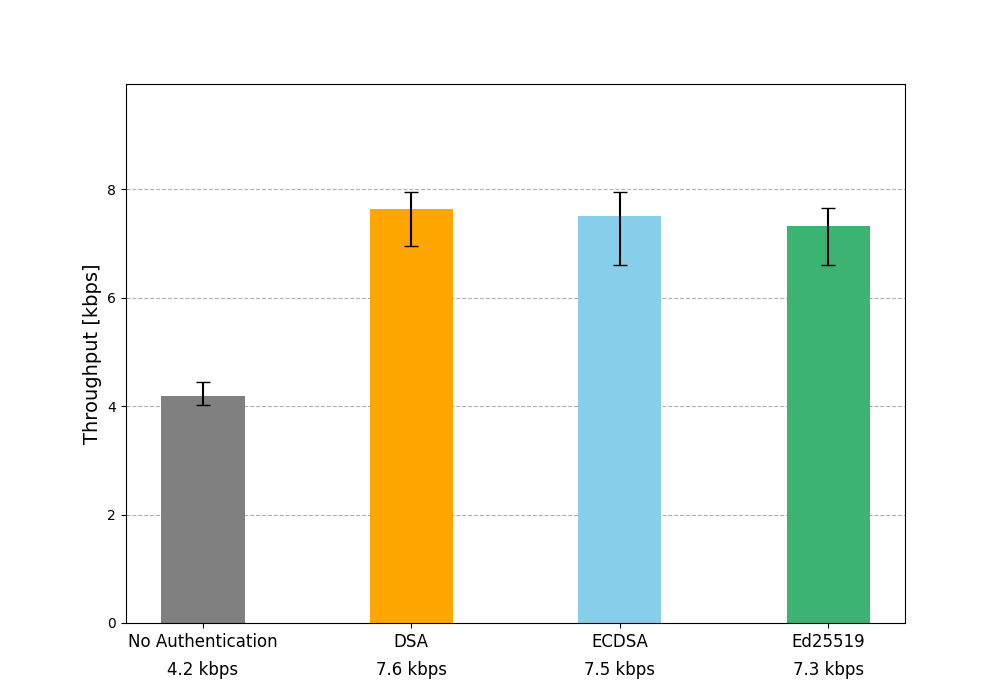 Throughput [kbps]
8
6
4
2
0
No Authentication DSA ECDSA Ed25519
4.2 kbps 7.6 kbps 7.5 kbps 7.3 kbps